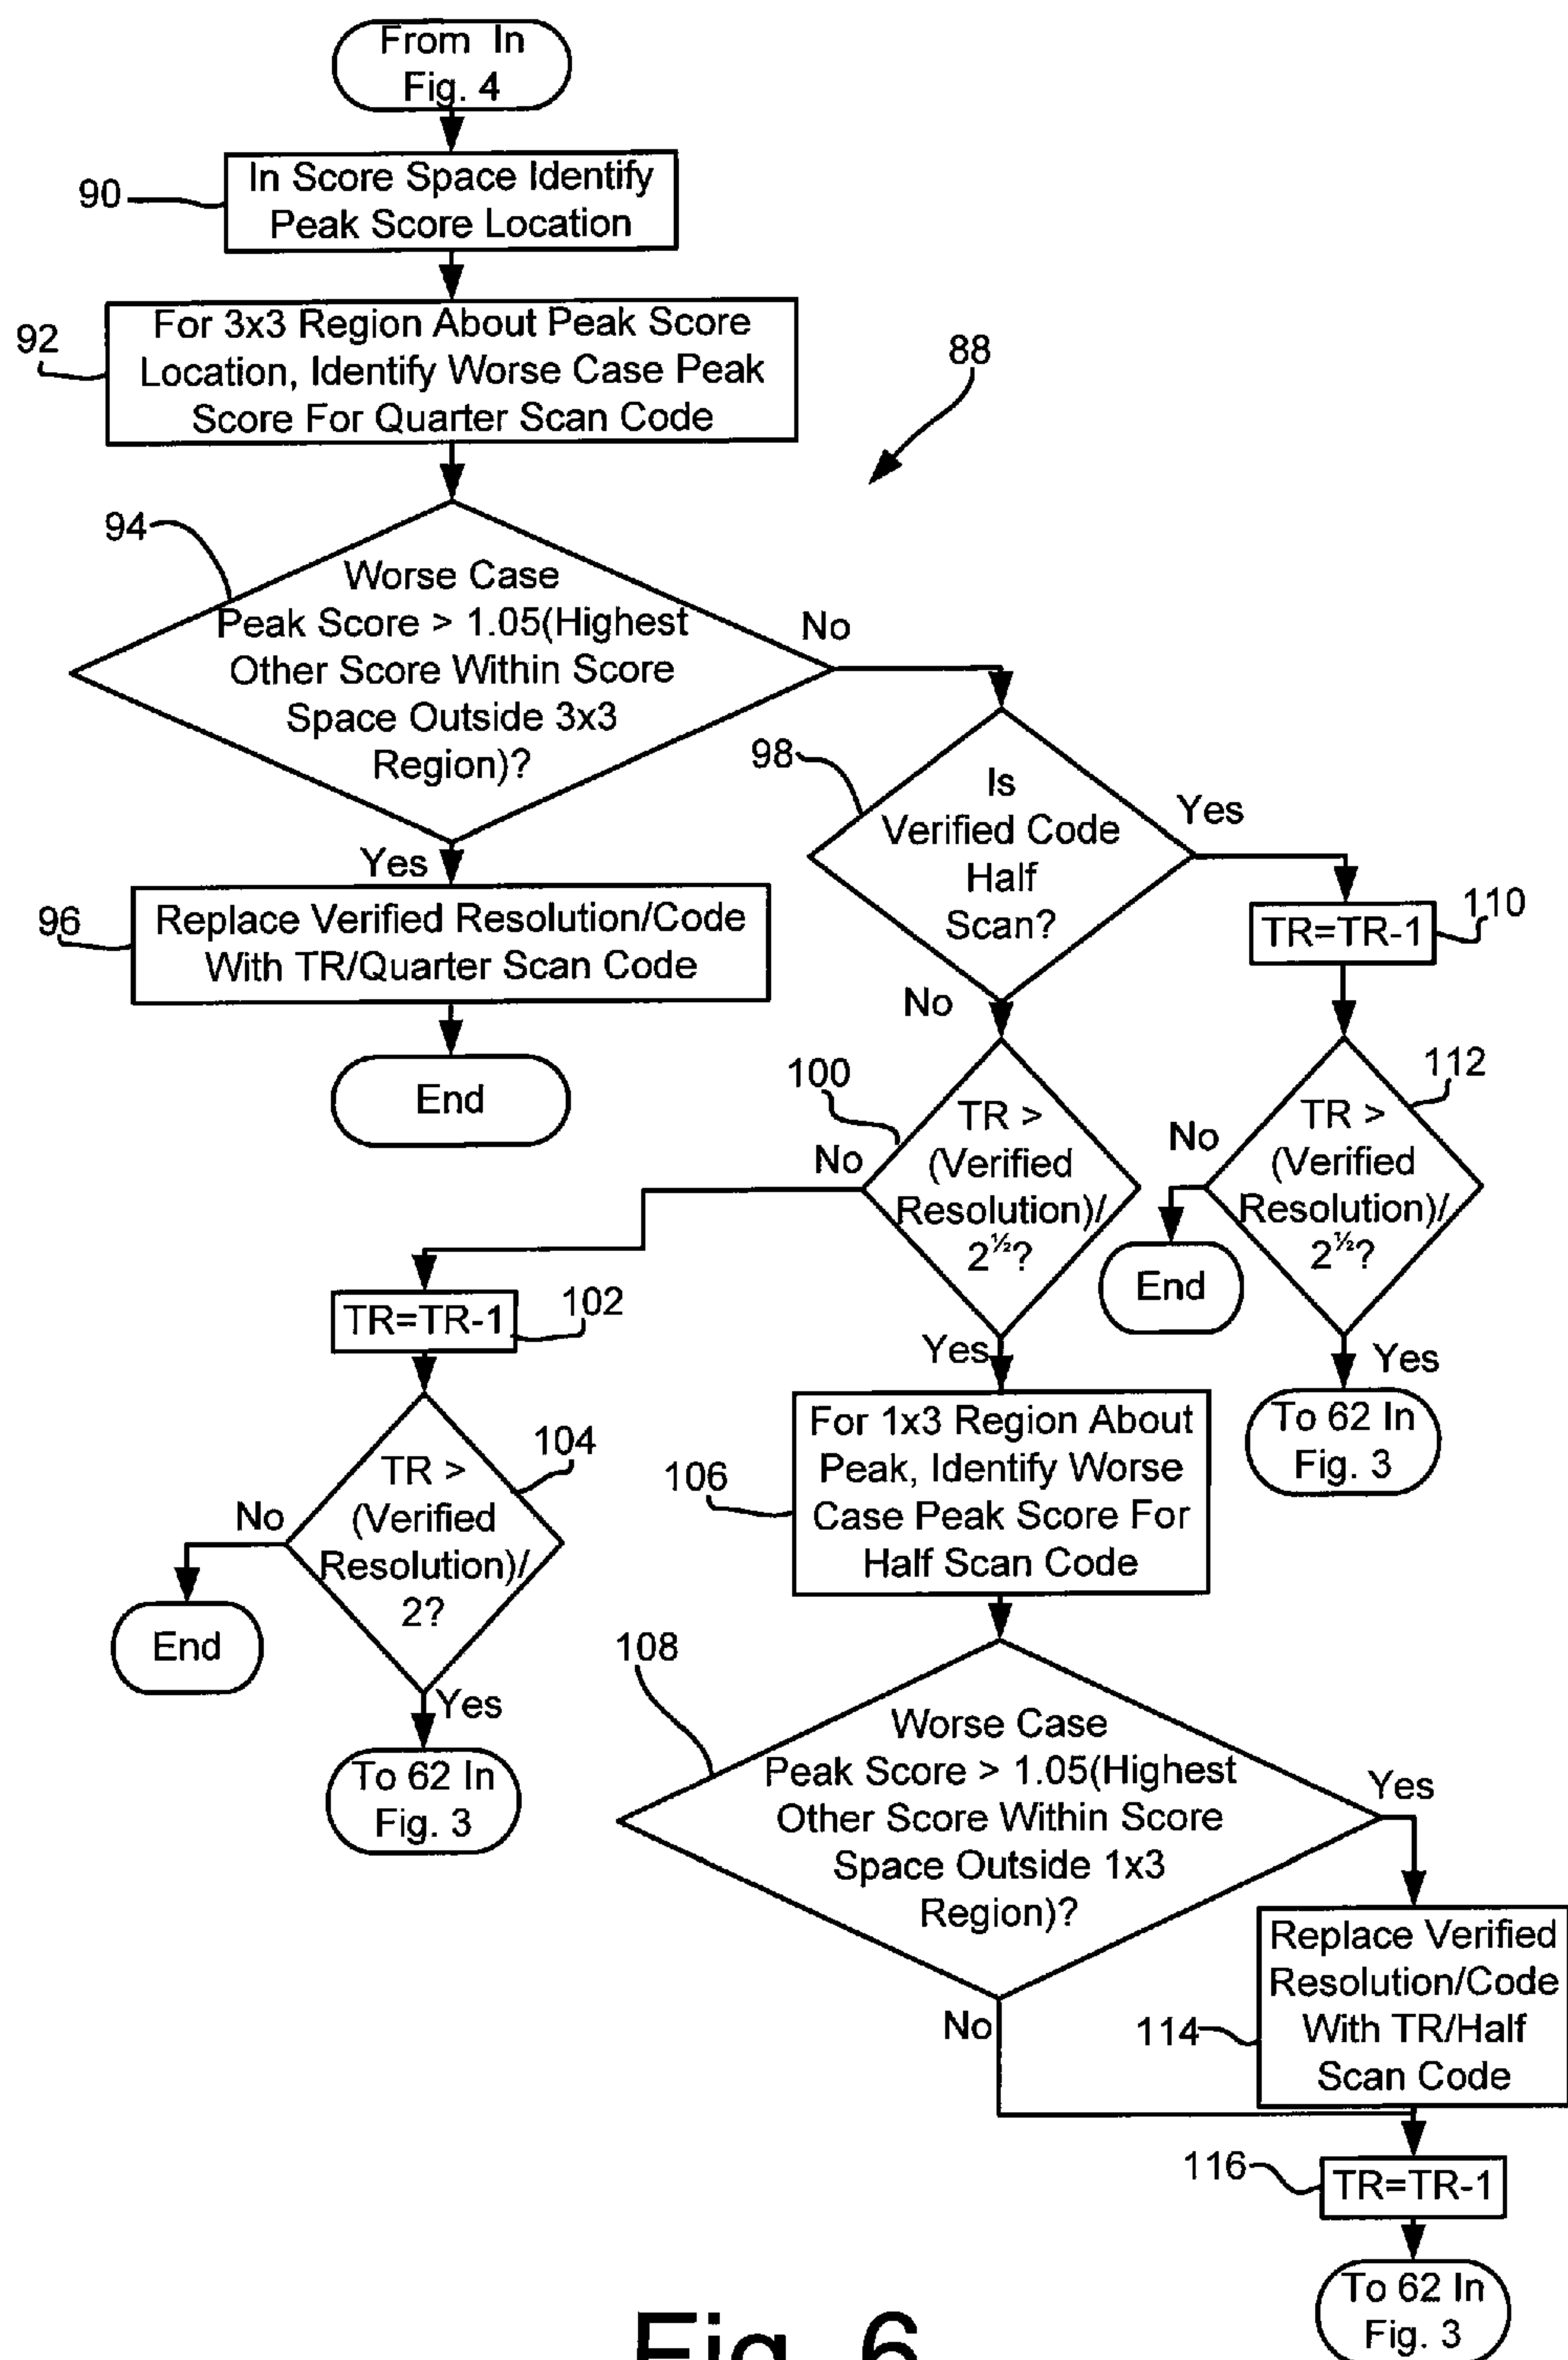 From In
Fig. 4
90
In Score Space Identify
Peak Score Location
92
For 3x3 Region About Peak Score
Location, Identify Worse Case Peak
Score For Quarter Scan Code
88
94
Worse Case
Peak Score > 1.05(Highest
Other Score Within Score
Space Outside 3x3
Region)?
No
Yes
96
Replace Verified Resolution/Code
With TR/Quarter Scan Code
End
98
Is
Verified Code
Half
Scan?
Yes
No
110
TR=TR-1
112
TR >
(Verified
Resolution)/
2^½?
No
End
Yes
To 62 In
Fig. 3
100
TR >
(Verified
Resolution)/
2^½?
No
Yes
102
TR=TR-1
104
TR >
(Verified
Resolution)/
2?
No
End
Yes
To 62 In
Fig. 3
106
For 1x3 Region About
Peak, Identify Worse
Case Peak Score For
Half Scan Code
108
Worse Case
Peak Score > 1.05(Highest
Other Score Within Score
Space Outside 1x3
Region)?
Yes
No
114
Replace Verified
Resolution/Code
With TR/Half
Scan Code
116
TR=TR-1
To 62 In
Fig. 3
Fig. 6